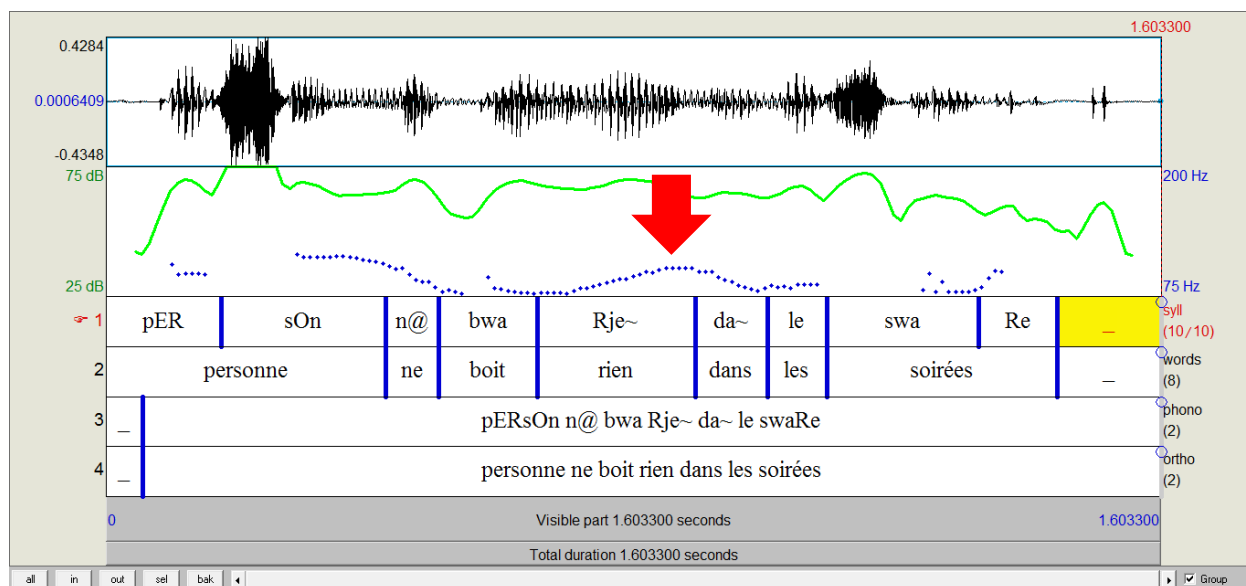 1.603300
0.4284
0.0006409
-0.4348
75 dB 200 Hz
25 dB 75 Hz
1 pER sOn n@ bwa Rje~ da~ le swa Re _ syll (10/10)
2 personne ne boit rien dans les soirées _ words (8)
3 _ pERsOn n@ bwa Rje~ da~ le swaRe phono (2)
4 _ personne ne boit rien dans les soirées ortho (2)
0 Visible part 1.603300 seconds 1.603300
Total duration 1.603300 seconds
all in out sel bak Group